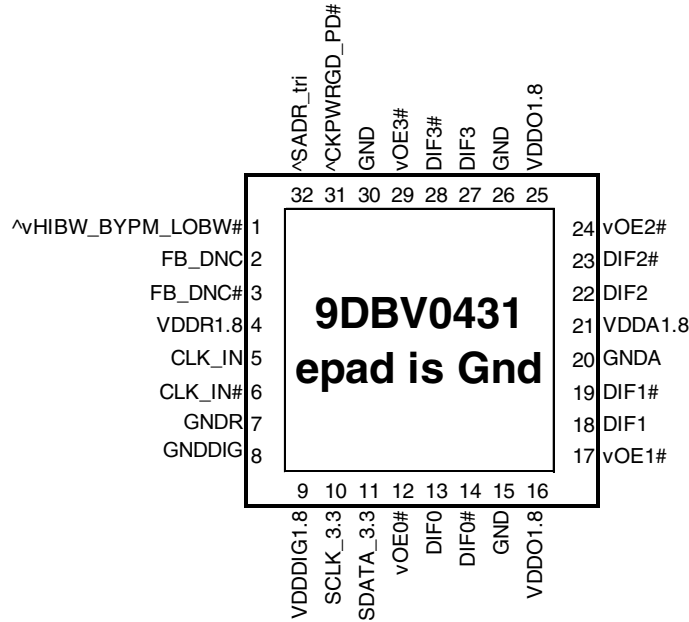 ^SADR_tri
^CKPWRGD_PD#
GND
vOE3#
DIF3#
DIF3
GND
VDDO1.8
32 31 30 29 28 27 26 25
^vHIBW_BYPM_LOBW# 1
FB_DNC 2
FB_DNC# 3
VDDR1.8 4
CLK_IN 5
CLK_IN# 6
GNDR 7
GNDDIG 8
9DBV0431
epad is Gnd
24 vOE2#
23 DIF2#
22 DIF2
21 VDDA1.8
20 GNDA
19 DIF1#
18 DIF1
17 vOE1#
9 10 11 12 13 14 15 16
VDDDIG1.8
SCLK_3.3
SDATA_3.3
vOE0#
DIF0
DIF0#
GND
VDDO1.8